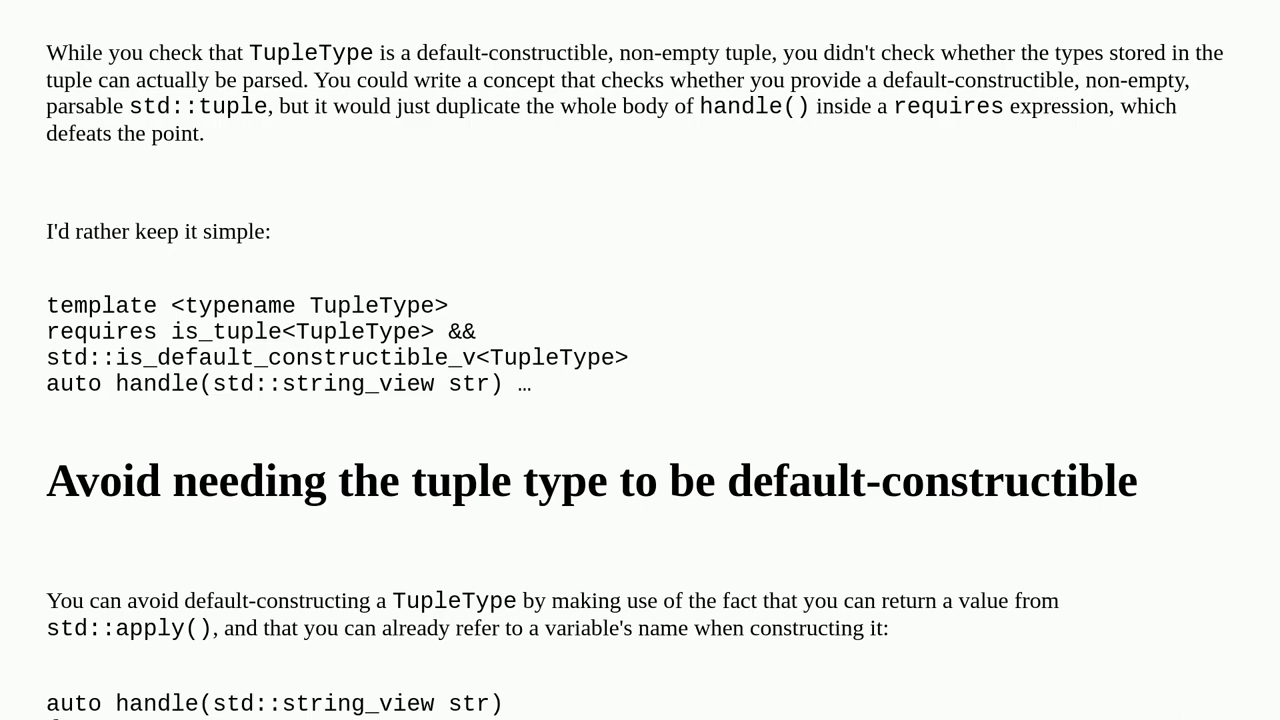 While you check that TupleType is a default-constructible, non-empty tuple, you didn't check whether the types stored in the
tuple can actually be parsed. You could write a concept that checks whether you provide a default-constructible, non-empty,
parsable std::tuple, but it would just duplicate the whole body of handle() inside a requires expression, which
defeats the point.
I'd rather keep it simple:
template <typename TupleType>
requires is_tuple<TupleType> &&
std::is_default_constructible_v<TupleType>
auto handle(std::string_view str) …
Avoid needing the tuple type to be default-constructible
You can avoid default-constructing a TupleType by making use of the fact that you can return a value from
std::apply(), and that you can already refer to a variable's name when constructing it:
auto handle(std::string_view str)